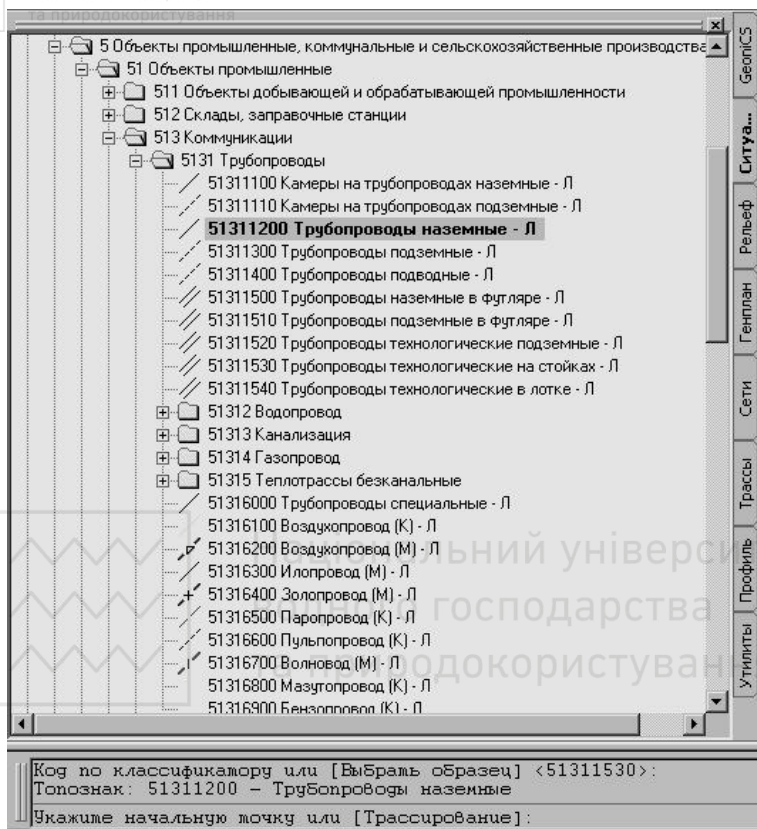 та природокористування
5 Объекты промышленные, коммунальные и сельскохозяйственные производства
51 Объекты промышленные
511 Объекты добывающей и обрабатывающей промышленности
512 Склады, заправочные станции
513 Коммуникации
5131 Трубопроводы
51311100 Камеры на трубопроводах наземные - Л
51311110 Камеры на трубопроводах подземные - Л
51311200 Трубопроводы наземные - Л
51311300 Трубопроводы подземные - Л
51311400 Трубопроводы подводные - Л
51311500 Трубопроводы наземные в футляре - Л
51311510 Трубопроводы подземные в футляре - Л
51311520 Трубопроводы технологические подземные - Л
51311530 Трубопроводы технологические на стойках - Л
51311540 Трубопроводы технологические в лотке - Л
51312 Водопровод
51313 Канализация
51314 Газопровод
51315 Теплотрассы безканальные
51316000 Трубопроводы специальные - Л
51316100 Воздухопровод (К) - Л
51316200 Воздухопровод (М) - Л
51316300 Илопровод (М) - Л
51316400 Золопровод (М) - Л
51316500 Паропровод (К) - Л
51316600 Пульпопровод (К) - Л
51316700 Волновод (М) - Л
51316800 Мазутопровод (К) - Л
51316900 Бензопровод (К) - Л
GeoniCS
Ситуа...
Рельеф
Генплан
Сети
Трассы
Профиль
Утилиты
Національний універси
водного господарства
та природокористуван
Код по классификатору или [Выбрать образец] <51311530>:
Топознак: 51311200 - Трубопроводы наземные
Укажите начальную точку или [Трассирование]: